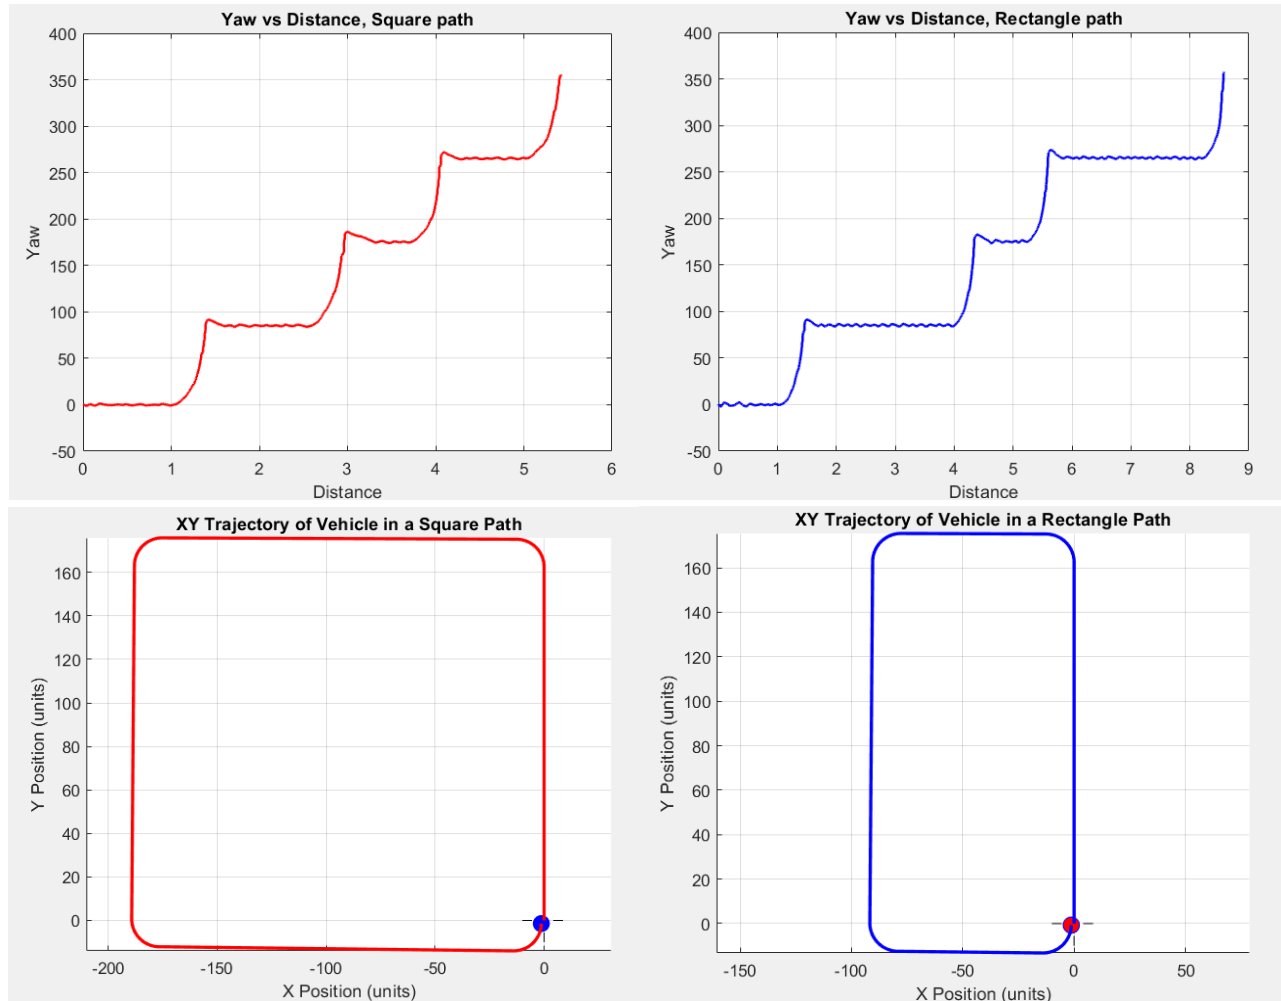 Yaw vs Distance, Square path
400
350
300
250
200
150
100
50
0
-50
Yaw
0 1 2 3 4 5 6
Distance
Yaw vs Distance, Rectangle path
400
350
300
250
200
150
100
50
0
-50
Yaw
0 1 2 3 4 5 6 7 8 9
Distance
XY Trajectory of Vehicle in a Square Path
160
140
120
100
80
60
40
20
0
Y Position (units)
-200 -150 -100 -50 0
X Position (units)
XY Trajectory of Vehicle in a Rectangle Path
160
140
120
100
80
60
40
20
0
Y Position (units)
-150 -100 -50 0 50
X Position (units)